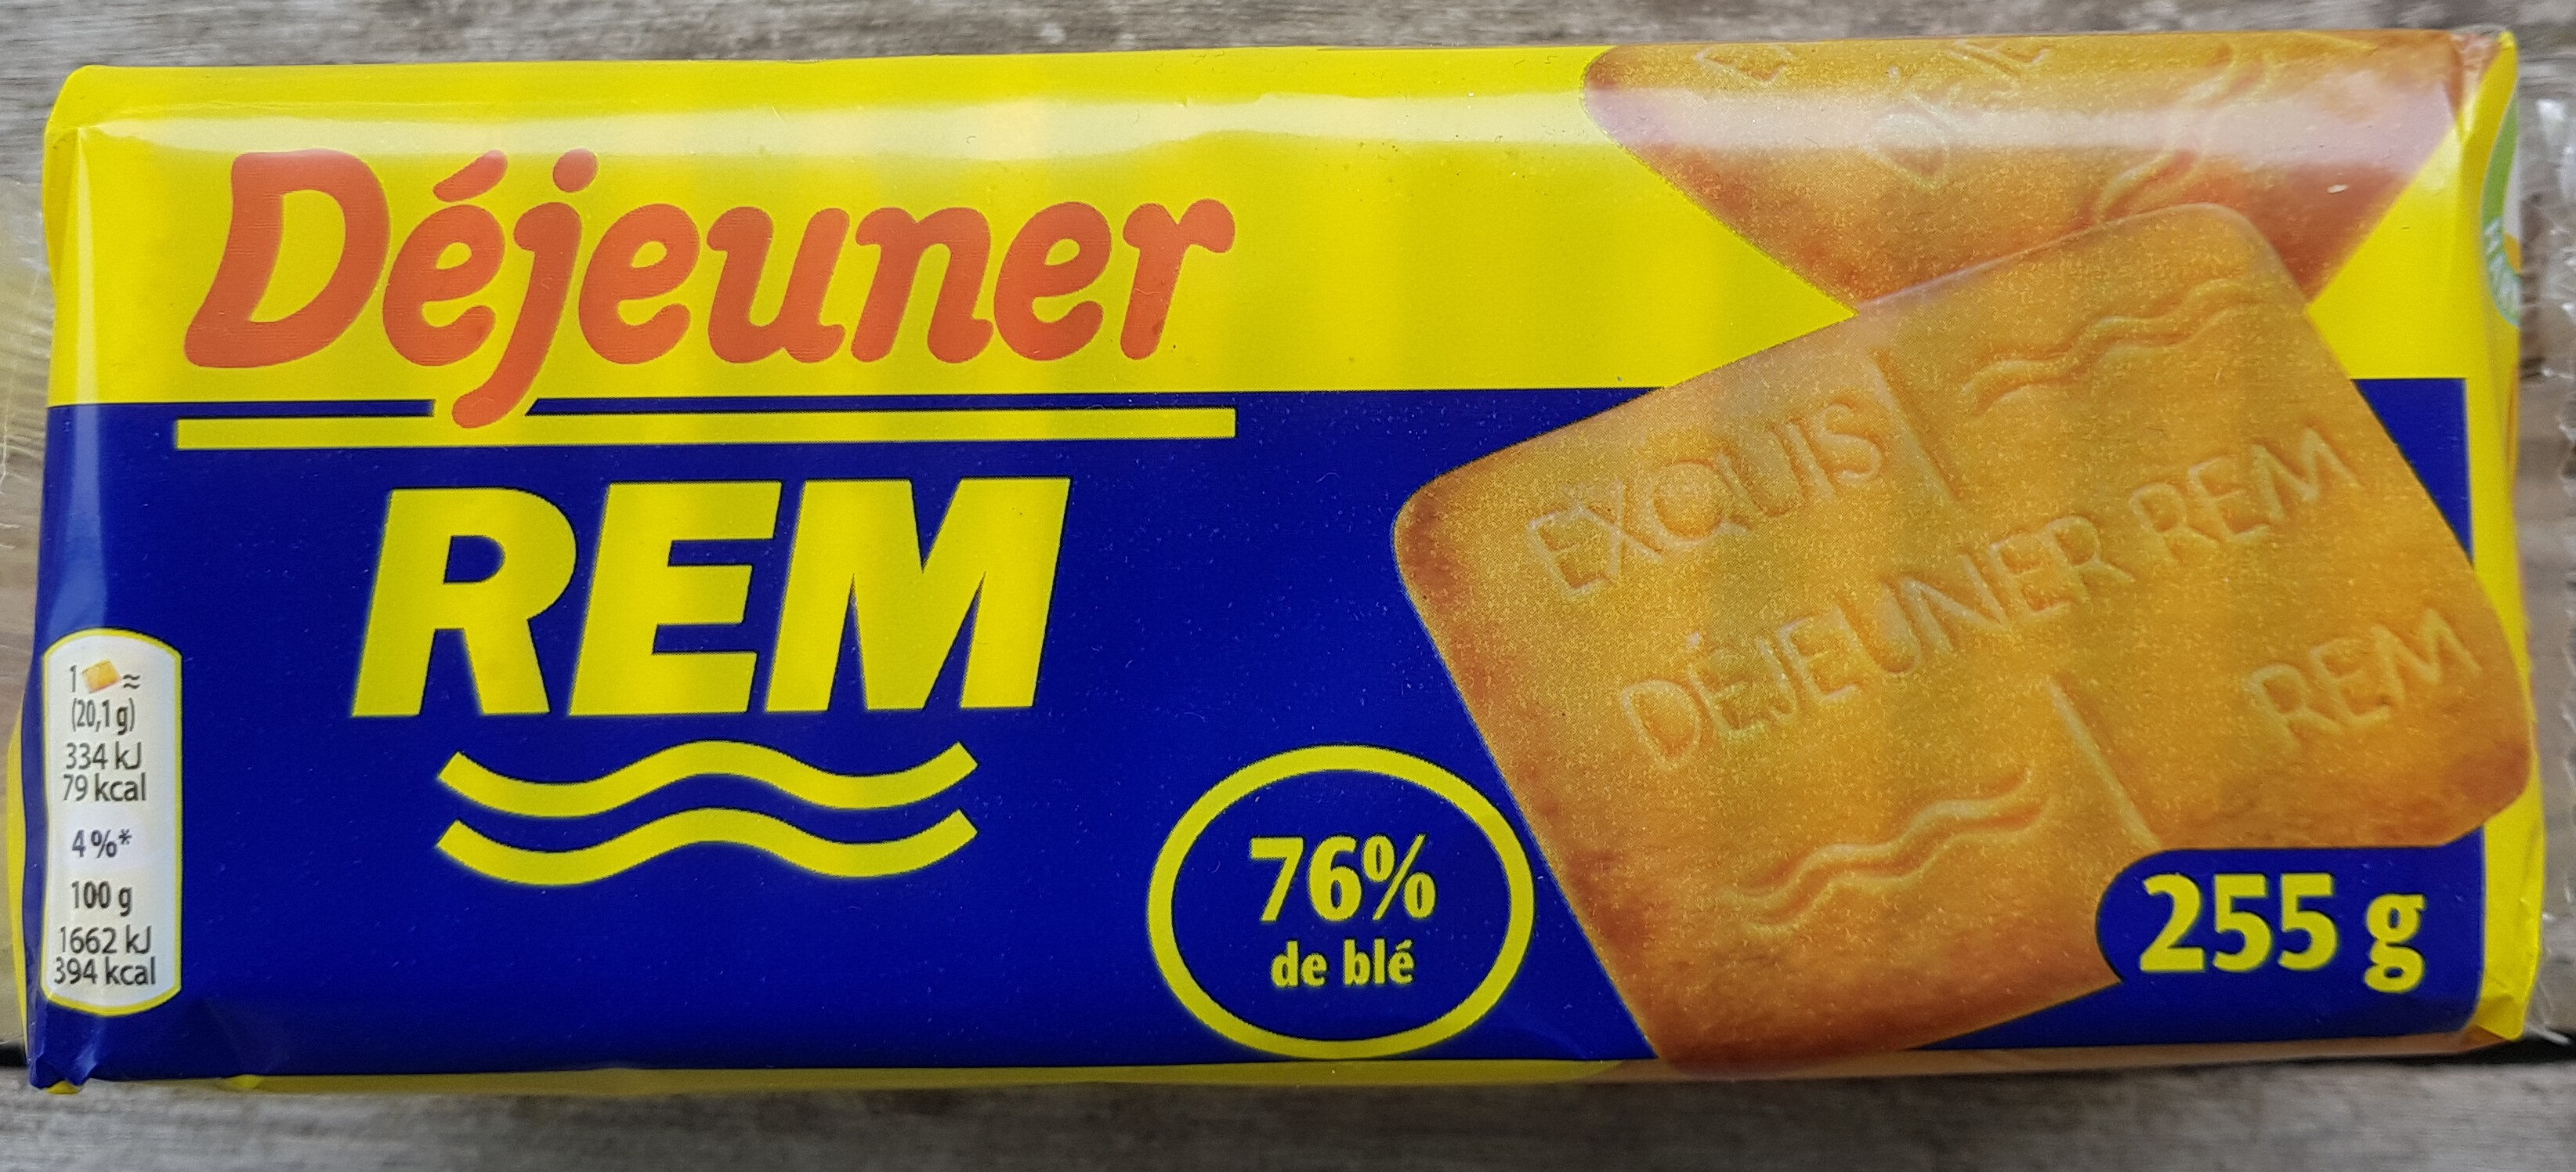 Déjeuner
REM
EXQUIS
DÉJEUNER REM
REM
1 ≈
(20,1 g)
334 kJ
79 kcal
4 %*
100 g
1662 kJ
394 kcal
76%
de blé
255 g